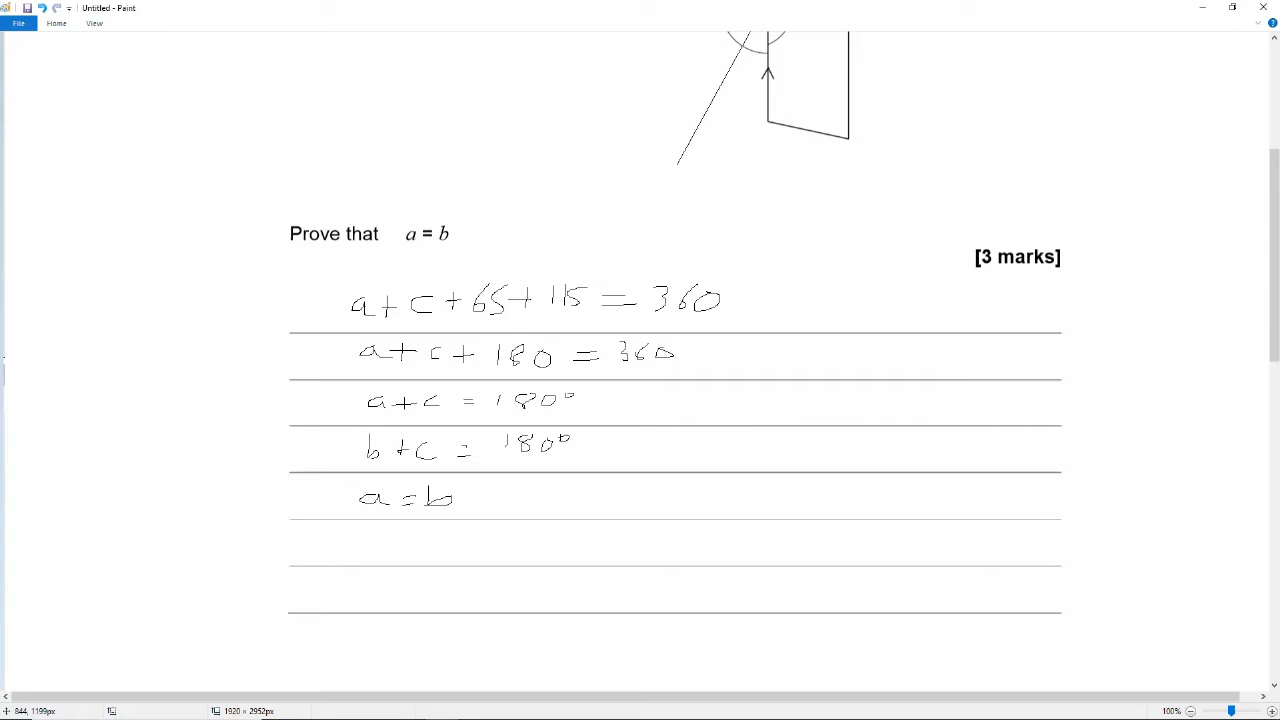 Untitled - Paint
File Home View
Prove that a = b
[3 marks]
a + c + 65 + 115 = 360
a + c + 180 = 360
a + c = 180°
b + c = 180°
a = b
844, 1199px 1920 × 2952px 100%